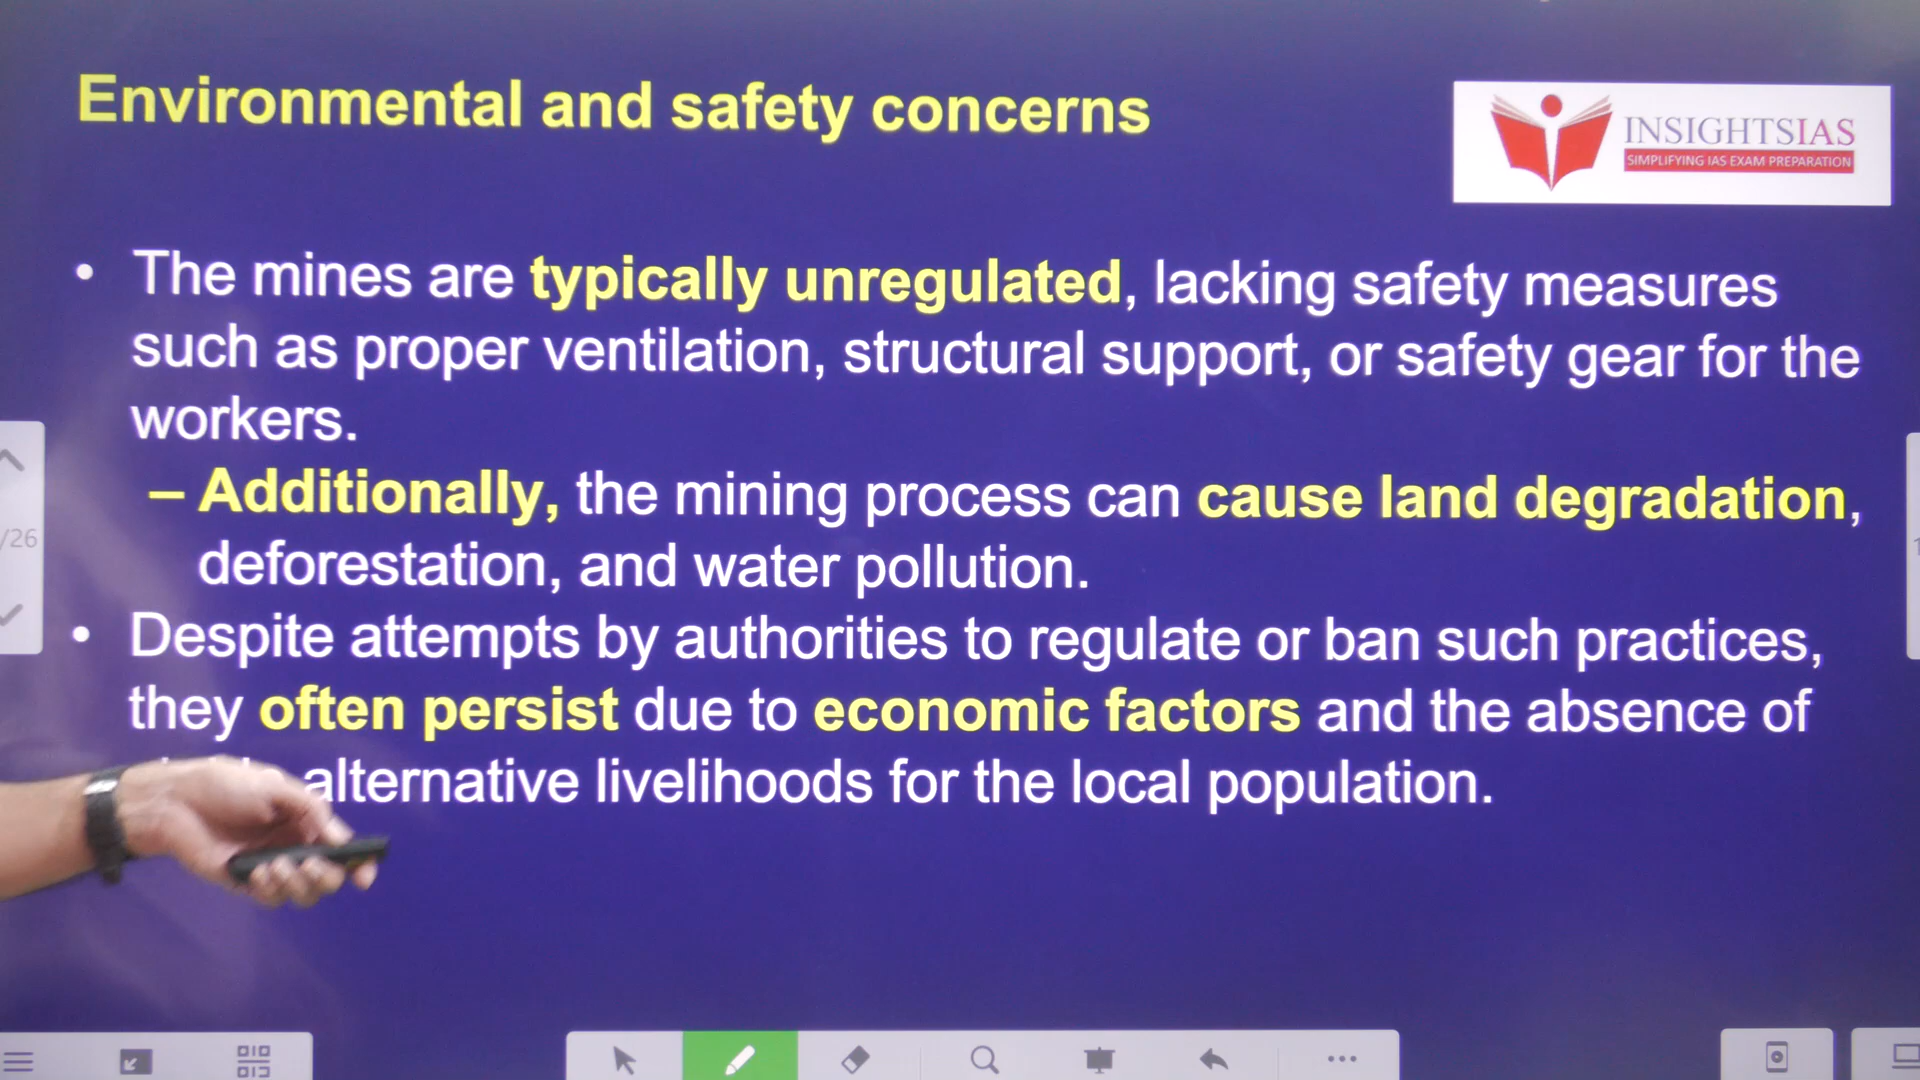 Environmental and safety concerns
INSIGHTSIAS
SIMPLIFYING IAS EXAM PREPARATION
• The mines are typically unregulated, lacking safety measures
such as proper ventilation, structural support, or safety gear for the
workers.
– Additionally, the mining process can cause land degradation,
deforestation, and water pollution.
• Despite attempts by authorities to regulate or ban such practices,
they often persist due to economic factors and the absence of
alternative livelihoods for the local population.
/26